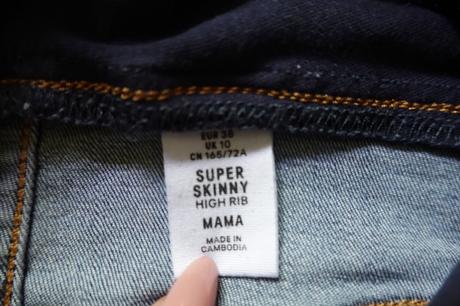 EUR 38
UK 10
CN 165/72A
SUPER
SKINNY
HIGH RIB
MAMA
MADE IN
CAMBODIA